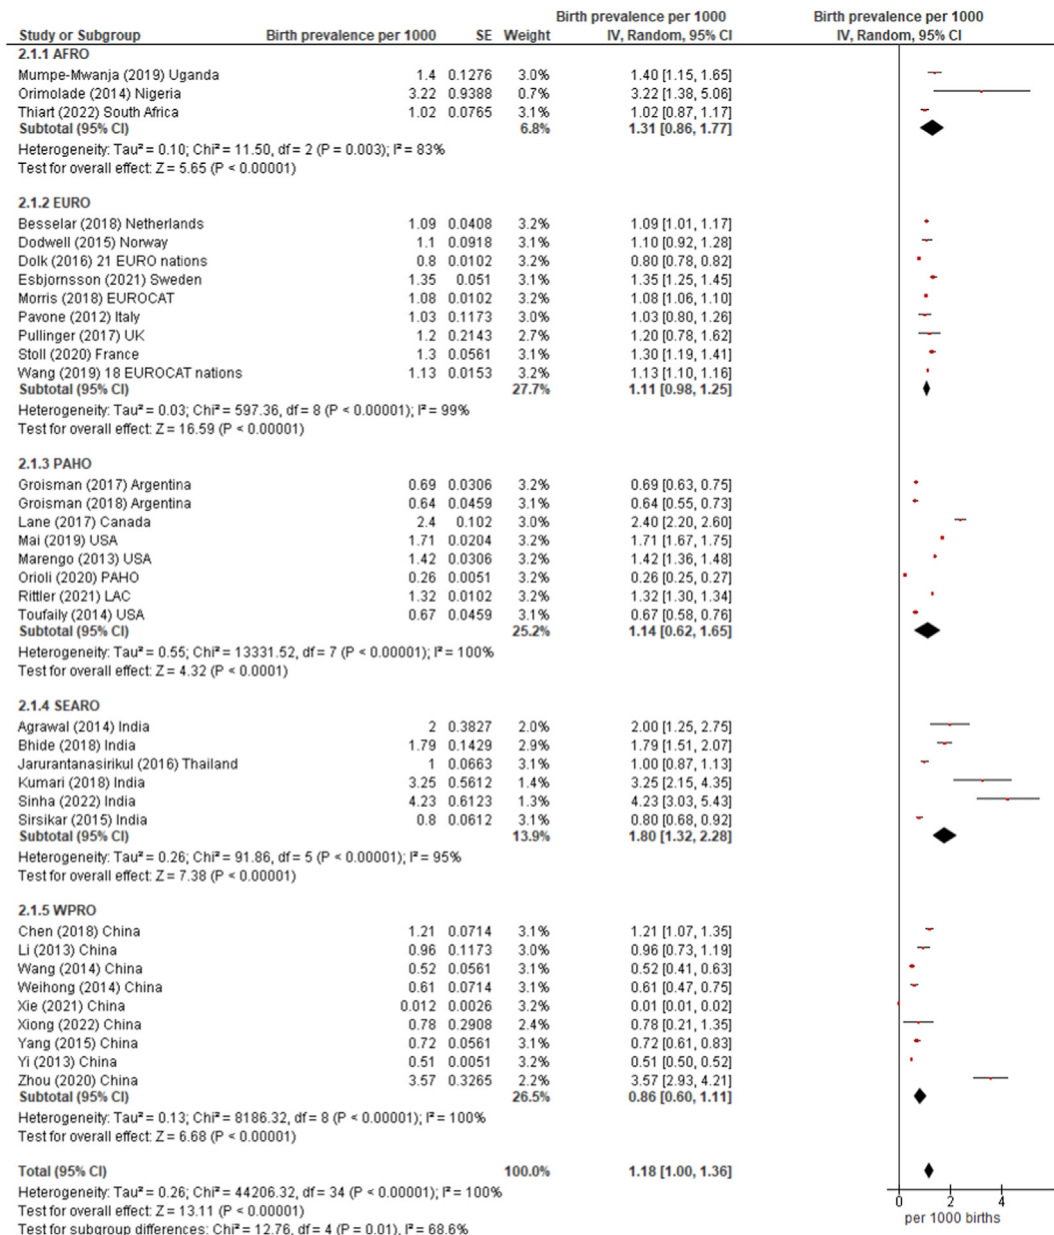 Birth prevalence per 1000 Birth prevalence per 1000
Study or Subgroup Birth prevalence per 1000 SE Weight IV, Random, 95% CI IV, Random, 95% CI
2.1.1 AFRO
Mumpe-Mwanja (2019) Uganda 1.4 0.1276 3.0% 1.40 [1.15, 1.65]
Orimolade (2014) Nigeria 3.22 0.9388 0.7% 3.22 [1.38, 5.06]
Thiart (2022) South Africa 1.02 0.0765 3.1% 1.02 [0.87, 1.17]
Subtotal (95% CI) 6.8% 1.31 [0.86, 1.77]
Heterogeneity: Tau² = 0.10; Chi² = 11.50, df = 2 (P = 0.003); I² = 83%
Test for overall effect: Z = 5.65 (P < 0.00001)
2.1.2 EURO
Besselar (2018) Netherlands 1.09 0.0408 3.2% 1.09 [1.01, 1.17]
Dodwell (2015) Norway 1.1 0.0918 3.1% 1.10 [0.92, 1.28]
Dolk (2016) 21 EURO nations 0.8 0.0102 3.2% 0.80 [0.78, 0.82]
Esbjornsson (2021) Sweden 1.35 0.051 3.2% 1.35 [1.25, 1.45]
Morris (2018) EUROCAT 1.08 0.0102 3.2% 1.08 [1.06, 1.10]
Pavone (2012) Italy 1.03 0.1173 3.0% 1.03 [0.80, 1.26]
Pullinger (2017) UK 1.2 0.2143 2.7% 1.20 [0.78, 1.62]
Stoll (2020) France 1.3 0.0561 3.1% 1.30 [1.19, 1.41]
Wang (2019) 18 EUROCAT nations 1.13 0.0153 3.2% 1.13 [1.10, 1.16]
Subtotal (95% CI) 27.7% 1.11 [0.98, 1.25]
Heterogeneity: Tau² = 0.03; Chi² = 597.36, df = 8 (P < 0.00001); I² = 99%
Test for overall effect: Z = 16.59 (P < 0.00001)
2.1.3 PAHO
Groisman (2017) Argentina 0.69 0.0306 3.2% 0.69 [0.63, 0.75]
Groisman (2018) Argentina 0.64 0.0459 3.1% 0.64 [0.55, 0.73]
Lane (2017) Canada 2.4 0.102 3.0% 2.40 [2.20, 2.60]
Mai (2019) USA 1.71 0.0204 3.2% 1.71 [1.67, 1.75]
Marengo (2013) USA 1.42 0.0306 3.2% 1.42 [1.36, 1.48]
Orioli (2020) PAHO 0.26 0.0051 3.2% 0.26 [0.25, 0.27]
Rittler (2021) LAC 1.32 0.0102 3.2% 1.32 [1.30, 1.34]
Toufaily (2014) USA 0.67 0.0459 3.1% 0.67 [0.58, 0.76]
Subtotal (95% CI) 25.2% 1.14 [0.62, 1.65]
Heterogeneity: Tau² = 0.55; Chi² = 13331.52, df = 7 (P < 0.00001); I² = 100%
Test for overall effect: Z = 4.32 (P < 0.0001)
2.1.4 SEARO
Agrawal (2014) India 2 0.3827 2.0% 2.00 [1.25, 2.75]
Bhide (2018) India 1.79 0.1429 2.9% 1.79 [1.51, 2.07]
Jarurantanasirikul (2016) Thailand 1 0.0663 3.1% 1.00 [0.87, 1.13]
Kumari (2018) India 3.25 0.5612 1.4% 3.25 [2.15, 4.35]
Sinha (2022) India 4.23 0.6123 1.3% 4.23 [3.03, 5.43]
Sirsikar (2015) India 0.8 0.0612 3.1% 0.80 [0.68, 0.92]
Subtotal (95% CI) 13.9% 1.80 [1.32, 2.28]
Heterogeneity: Tau² = 0.26; Chi² = 91.86, df = 5 (P < 0.00001); I² = 95%
Test for overall effect: Z = 7.38 (P < 0.00001)
2.1.5 WPRO
Chen (2018) China 1.21 0.0714 3.1% 1.21 [1.07, 1.35]
Li (2013) China 0.96 0.1173 3.0% 0.96 [0.73, 1.19]
Wang (2014) China 0.52 0.0561 3.1% 0.52 [0.41, 0.63]
Weihong (2014) China 0.61 0.0714 3.1% 0.61 [0.47, 0.75]
Xie (2021) China 0.012 0.0026 3.2% 0.01 [0.01, 0.02]
Xiong (2022) China 0.78 0.2908 2.4% 0.78 [0.21, 1.35]
Yang (2015) China 0.72 0.0561 3.1% 0.72 [0.61, 0.83]
Yi (2013) China 0.51 0.0051 3.2% 0.51 [0.50, 0.52]
Zhou (2020) China 3.57 0.3265 2.2% 3.57 [2.93, 4.21]
Subtotal (95% CI) 26.5% 0.86 [0.60, 1.11]
Heterogeneity: Tau² = 0.13; Chi² = 8186.32, df = 8 (P < 0.00001); I² = 100%
Test for overall effect: Z = 6.68 (P < 0.00001)
Total (95% CI) 100.0% 1.18 [1.00, 1.36]
Heterogeneity: Tau² = 0.26; Chi² = 44206.32, df = 34 (P < 0.00001); I² = 100%
0 2 4
Test for overall effect: Z = 13.11 (P < 0.00001)
per 1000 births
Test for subgroup differences: Chi² = 12.76, df = 4 (P = 0.01), I² = 68.6%